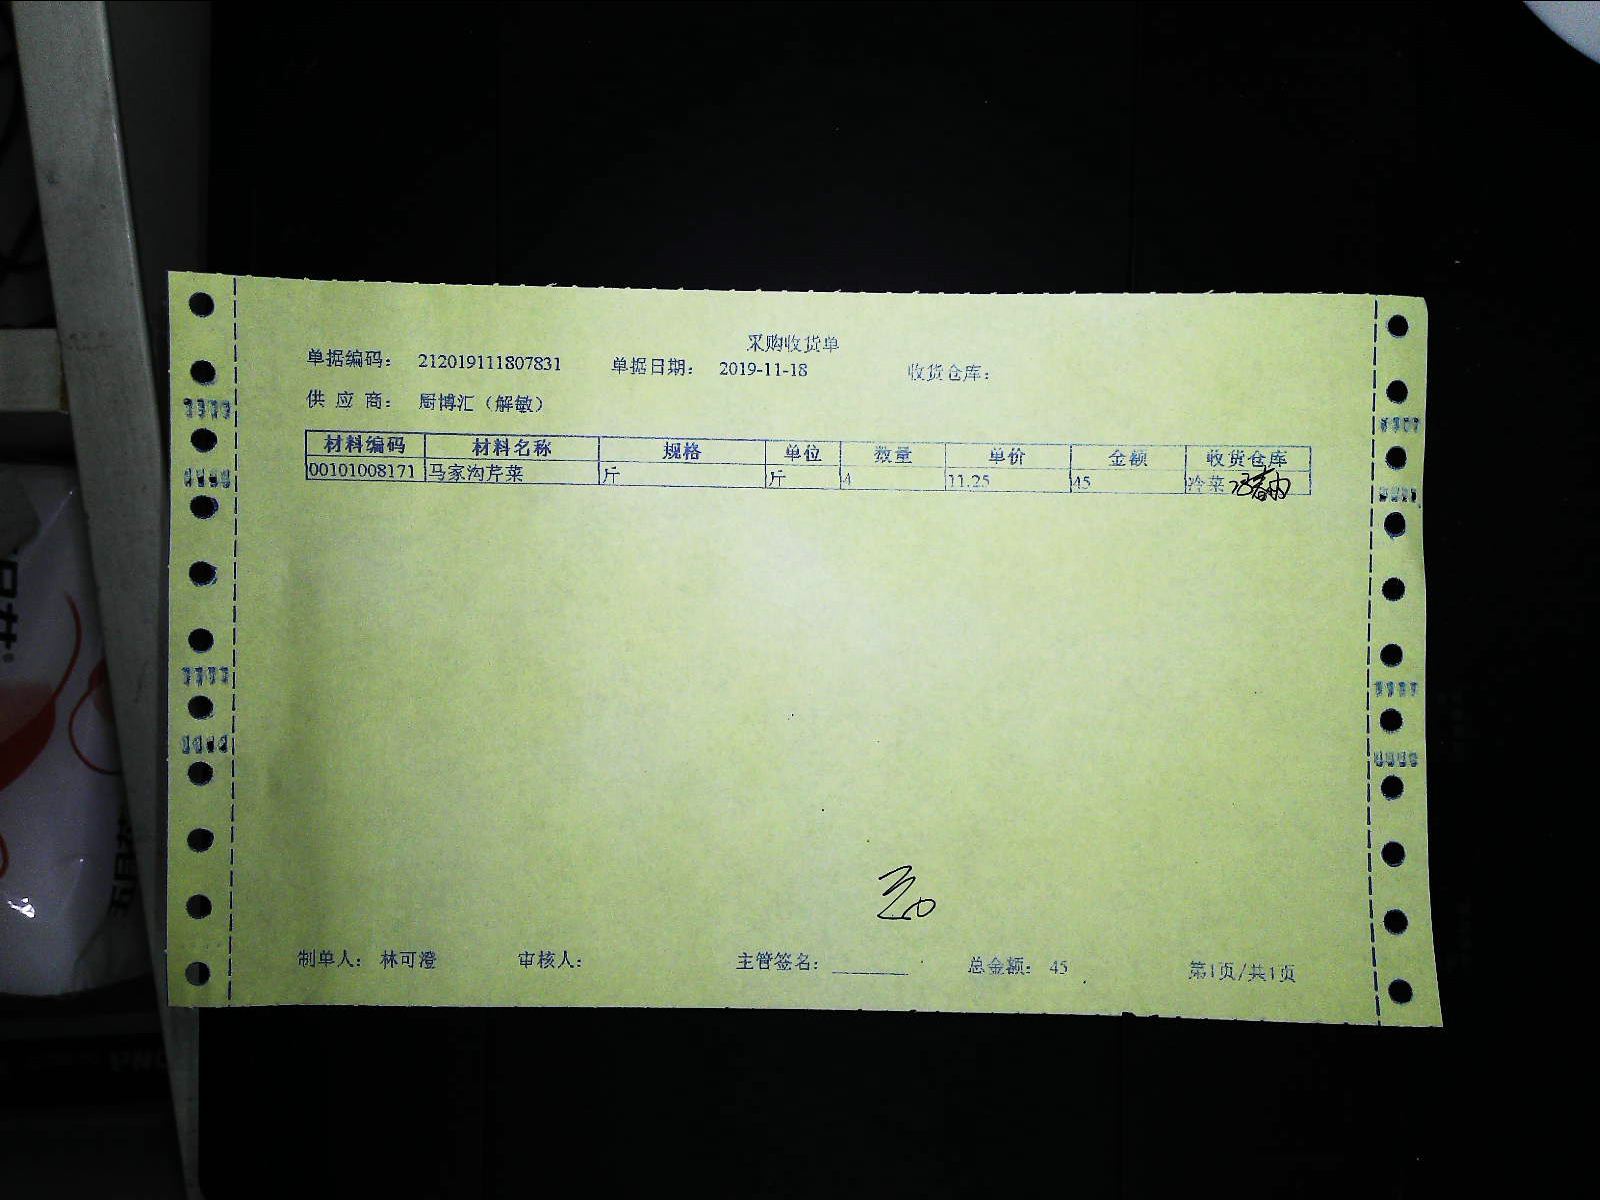 采购收货单
单据编码： 212019111807831 单据日期： 2019-11-18 收货仓库：
供 应 商： 厨博汇（解敏）
材料编码 材料名称 规格 单位 数量 单价 金额 收货仓库
00101008171 马家沟芹菜 斤 斤 4 11.25 45 冷菜
制单人： 林可澄 审核人： 主管签名： ________ 总金额： 45 第1页/共1页